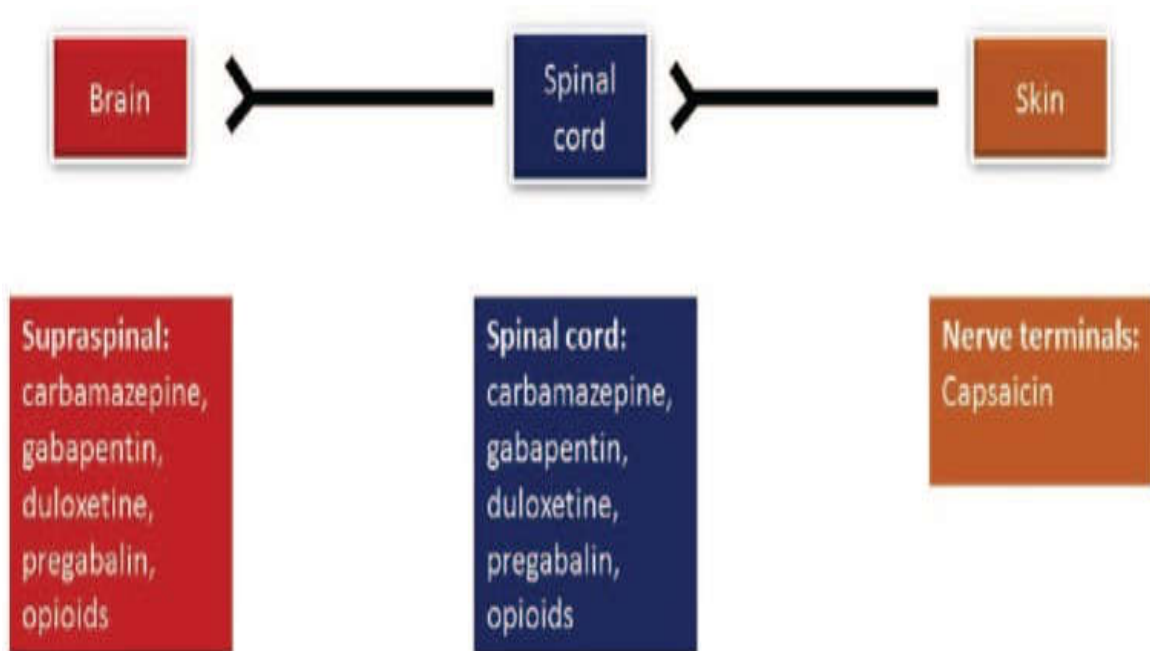 Brain
Spinal
cord
Skin
Supraspinal:
carbamazepine,
gabapentin,
duloxetine,
pregabalin,
opioids
Spinal cord:
carbamazepine,
gabapentin,
duloxetine,
pregabalin,
opioids
Nerve terminals:
Capsaicin